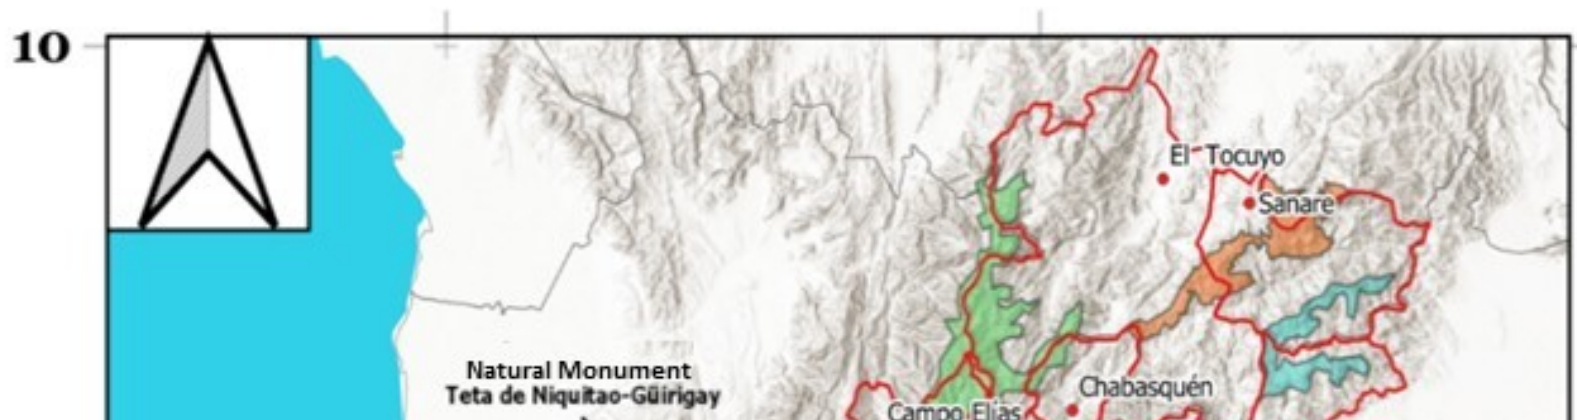 10
El Tocuyo
Sanare
Natural Monument
Teta de Niquitao-Güirigay
Chabasquén
Campo Elías